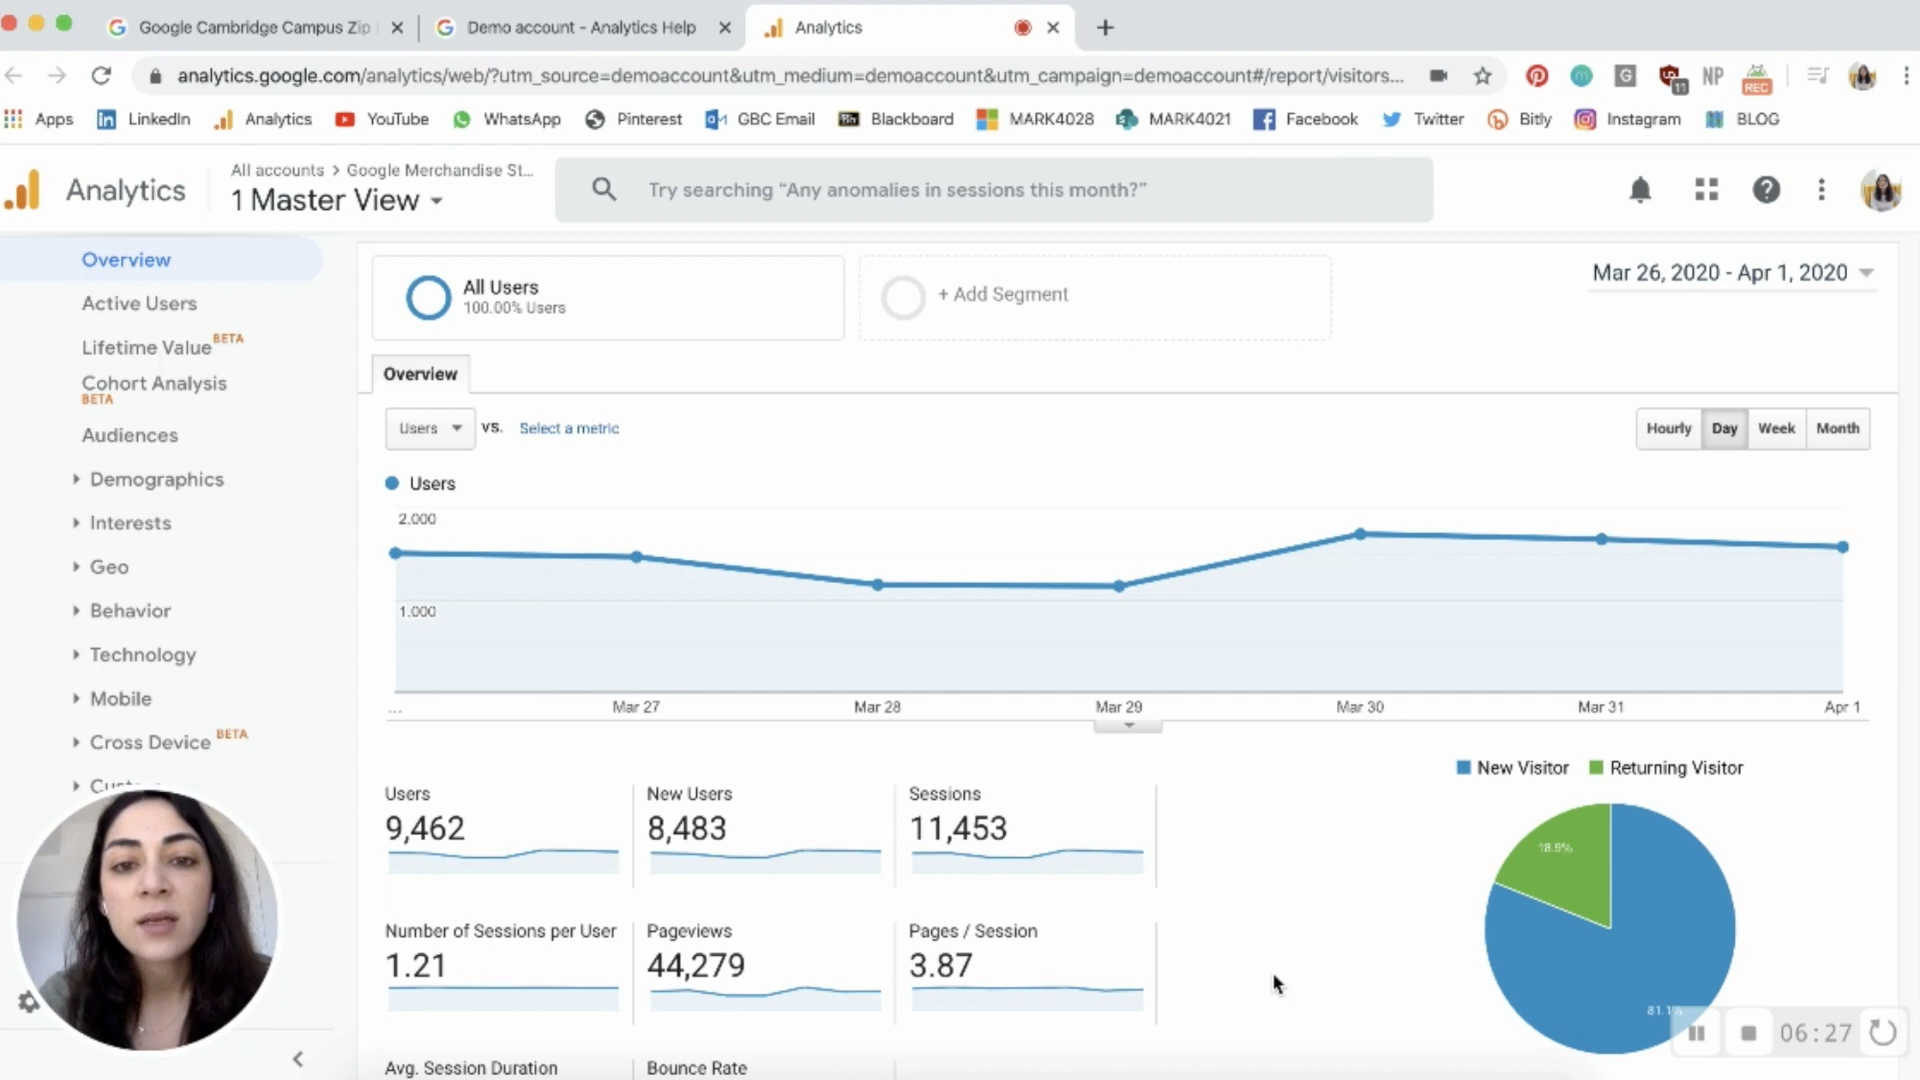 Google Cambridge Campus Zip
Demo account - Analytics Help
Analytics
analytics.google.com/analytics/web/?utm_source=demoaccount&utm_medium=demoaccount&utm_campaign=demoaccount#/report/visitors...
G
11
NP
REC
Apps
LinkedIn
Analytics
YouTube
WhatsApp
Pinterest
GBC Email
Blackboard
MARK4028
MARK4021
Facebook
Twitter
Bitly
Instagram
BLOG
Analytics
All accounts > Google Merchandise St...
1 Master View
Try searching “Any anomalies in sessions this month?”
Overview
Active Users
Lifetime Value BETA
Cohort Analysis
BETA
Audiences
Demographics
Interests
Geo
Behavior
Technology
Mobile
Cross Device BETA
All Users
100.00% Users
+ Add Segment
Mar 26, 2020 - Apr 1, 2020
Overview
Users
VS.
Select a metric
Hourly
Day
Week
Month
Users
2.000
1.000
...
Mar 27
Mar 28
Mar 29
Mar 30
Mar 31
Apr 1
New Visitor
Returning Visitor
Users
9,462
New Users
8,483
Sessions
11,453
18.9%
Number of Sessions per User
1.21
Pageviews
44,279
Pages / Session
3.87
81.1%
06:27
Avg. Session Duration
Bounce Rate